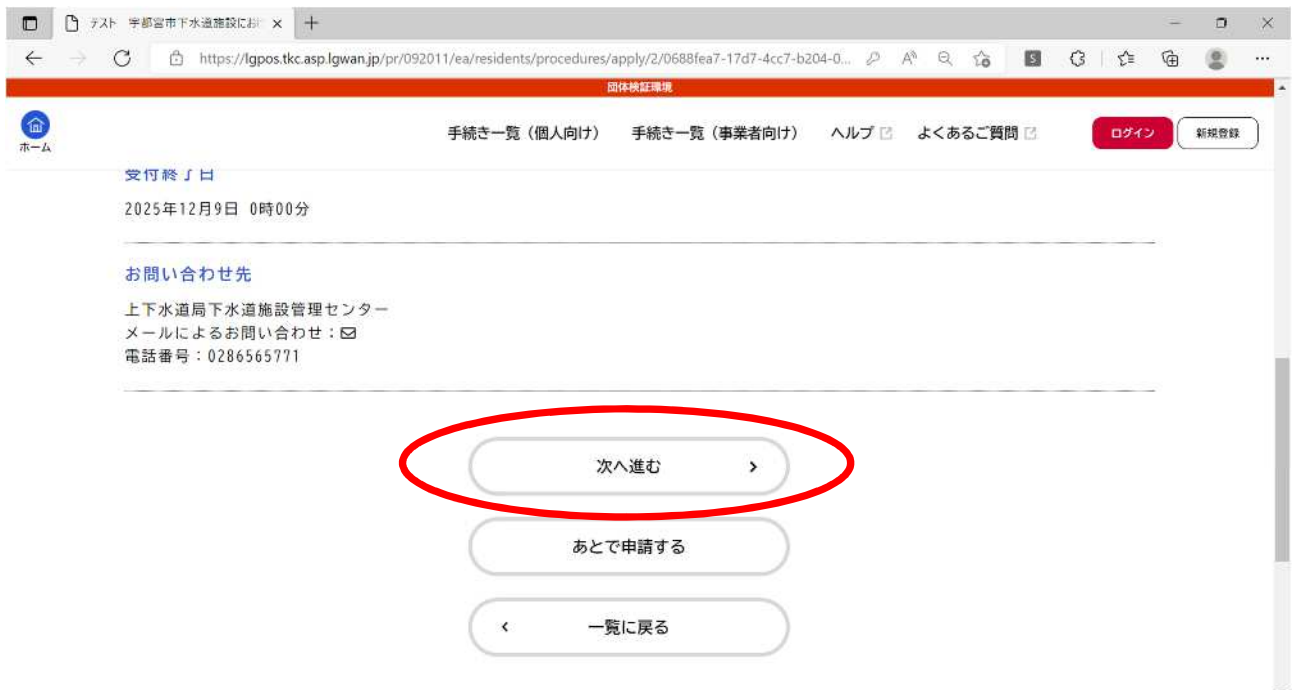 テスト 宇都宮市下水道施設にお
https://lgpos.tkc.asp.lgwan.jp/pr/092011/ea/residents/procedures/apply/2/0688fea7-17d7-4cc7-b204-0...
団体検証環境
ホーム
手続き一覧（個人向け） 手続き一覧（事業者向け） ヘルプ よくあるご質問 ログイン 新規登録
受付終了日
2025年12月9日 0時00分
お問い合わせ先
上下水道局下水道施設管理センター
メールによるお問い合わせ：
電話番号：0286565771
次へ進む
あとで申請する
一覧に戻る